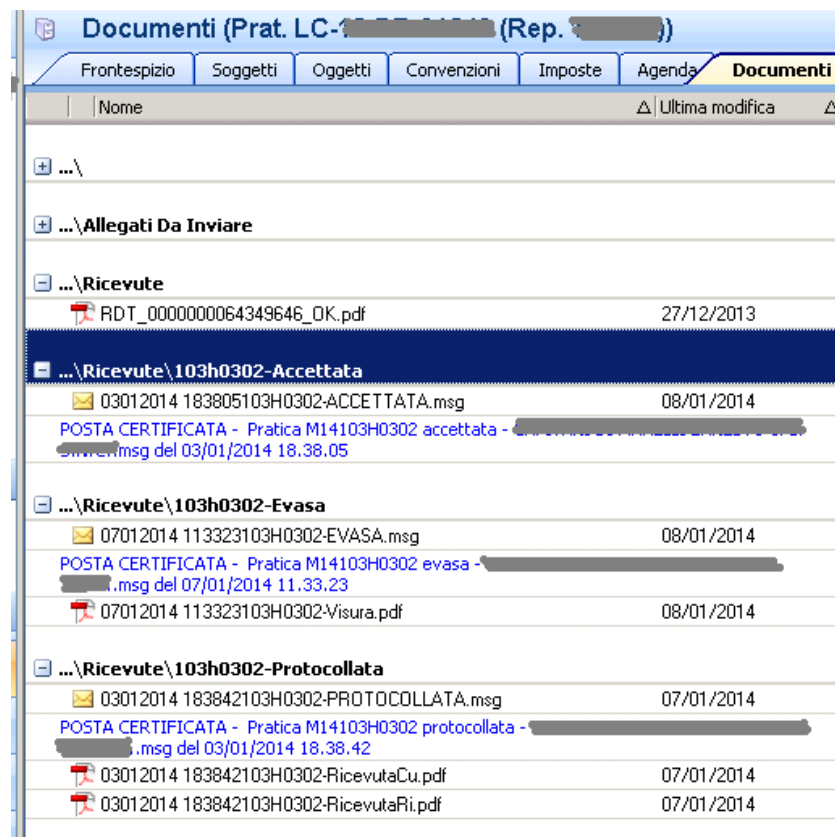 Documenti (Prat. LC- (Rep. ))
Frontespizio Soggetti Oggetti Convenzioni Imposte Agenda Documenti
Nome Ultima modifica
...\
...\Allegati Da Inviare
...\Ricevute
RDT_0000000064349646_OK.pdf 27/12/2013
...\Ricevute\103h0302-Accettata
03012014 183805103H0302-ACCETTATA.msg 08/01/2014
POSTA CERTIFICATA - Pratica M14103H0302 accettata -
.msg del 03/01/2014 18.38.05
...\Ricevute\103h0302-Evasa
07012014 113323103H0302-EVASA.msg 08/01/2014
POSTA CERTIFICATA - Pratica M14103H0302 evasa -
.msg del 07/01/2014 11.33.23
07012014 113323103H0302-Visura.pdf 08/01/2014
...\Ricevute\103h0302-Protocollata
03012014 183842103H0302-PROTOCOLLATA.msg 07/01/2014
POSTA CERTIFICATA - Pratica M14103H0302 protocollata -
.msg del 03/01/2014 18.38.42
03012014 183842103H0302-RicevutaCu.pdf 07/01/2014
03012014 183842103H0302-RicevutaRi.pdf 07/01/2014